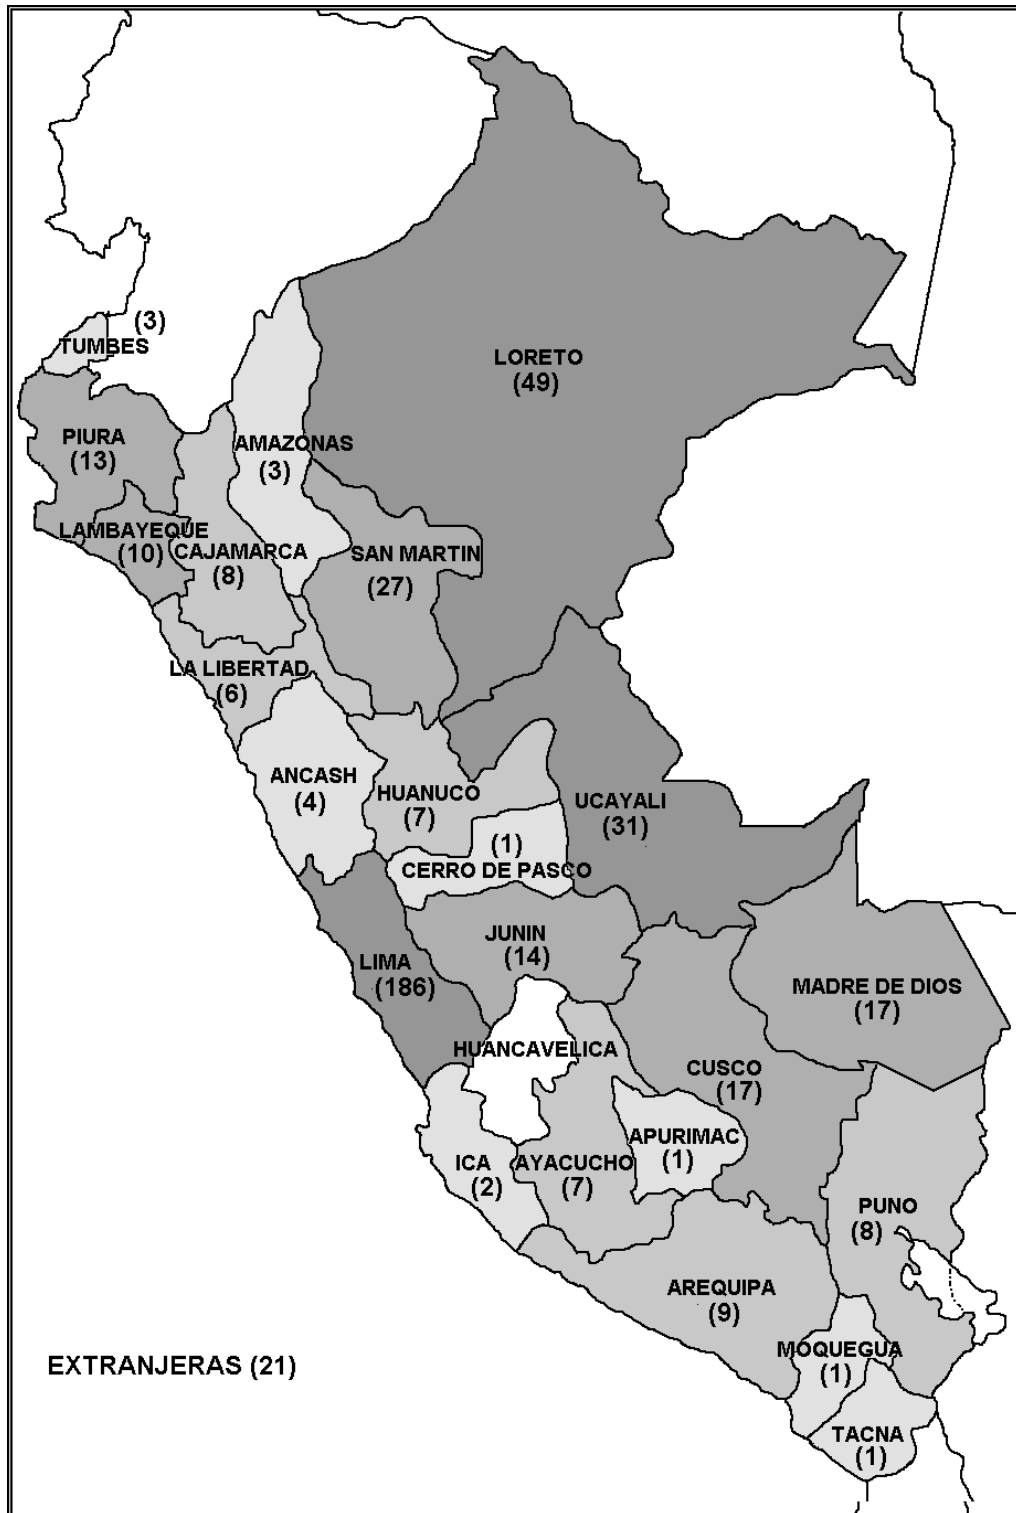 (3)
TUMBES
LORETO
(49)
PIURA
(13)
AMAZONAS
(3)
LAMBAYEQUE
(10)
CAJAMARCA
(8)
SAN MARTIN
(27)
LA LIBERTAD
(6)
ANCASH
(4)
HUANUCO
(7)
UCAYALI
(31)
(1)
CERRO DE PASCO
JUNIN
(14)
LIMA
(186)
MADRE DE DIOS
(17)
HUANCAVELICA
CUSCO
(17)
APURIMAC
(1)
ICA
(2)
AYACUCHO
(7)
PUNO
(8)
AREQUIPA
(9)
MOQUEGUA
(1)
EXTRANJERAS (21)
TACNA
(1)